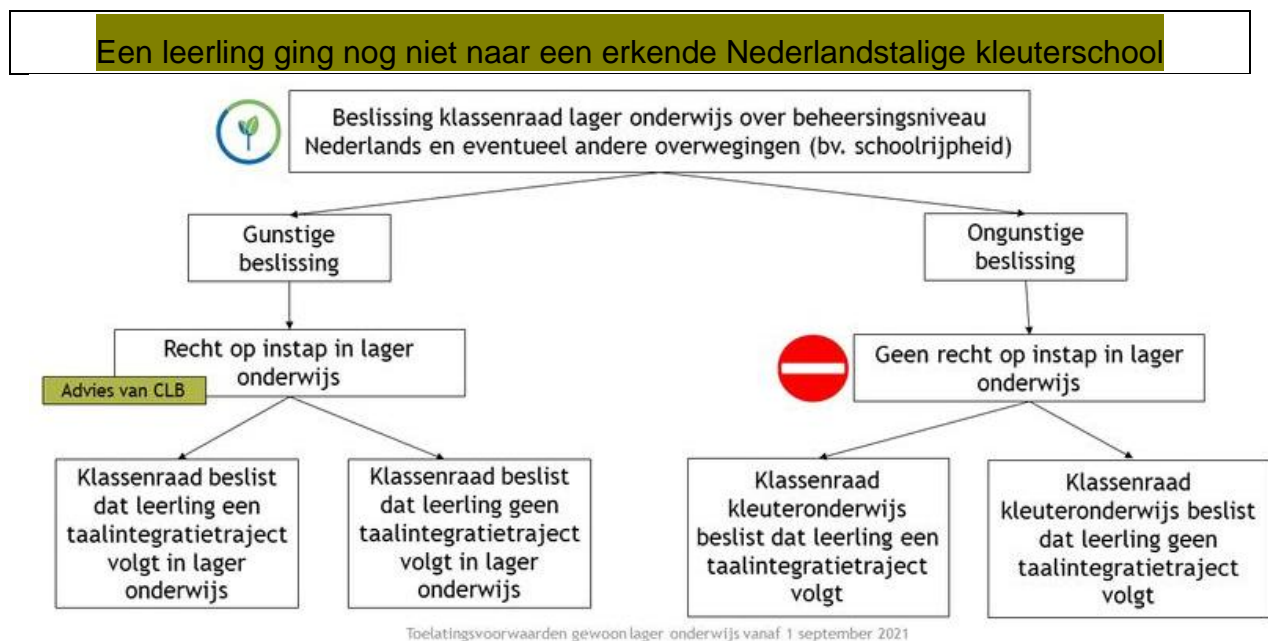 Een leerling ging nog niet naar een erkende Nederlandstalige kleuterschool
Beslissing klassenraad lager onderwijs over beheersingsniveau
Nederlands en eventueel andere overwegingen (bv. schoolrijpheid)
Gunstige
beslissing
Ongunstige
beslissing
Recht op instap in lager
onderwijs
Advies van CLB
Geen recht op instap in lager
onderwijs
Klassenraad beslist
dat leerling een
taalintegratietraject
volgt in lager
onderwijs
Klassenraad beslist
dat leerling geen
taalintegratietraject
volgt in lager
onderwijs
Klassenraad
kleuteronderwijs
beslist dat leerling een
taalintegratietraject
volgt
Klassenraad
kleuteronderwijs beslist
dat leerling geen
taalintegratietraject
volgt
Toelatingsvoorwaarden gewoon lager onderwijs vanaf 1 september 2021